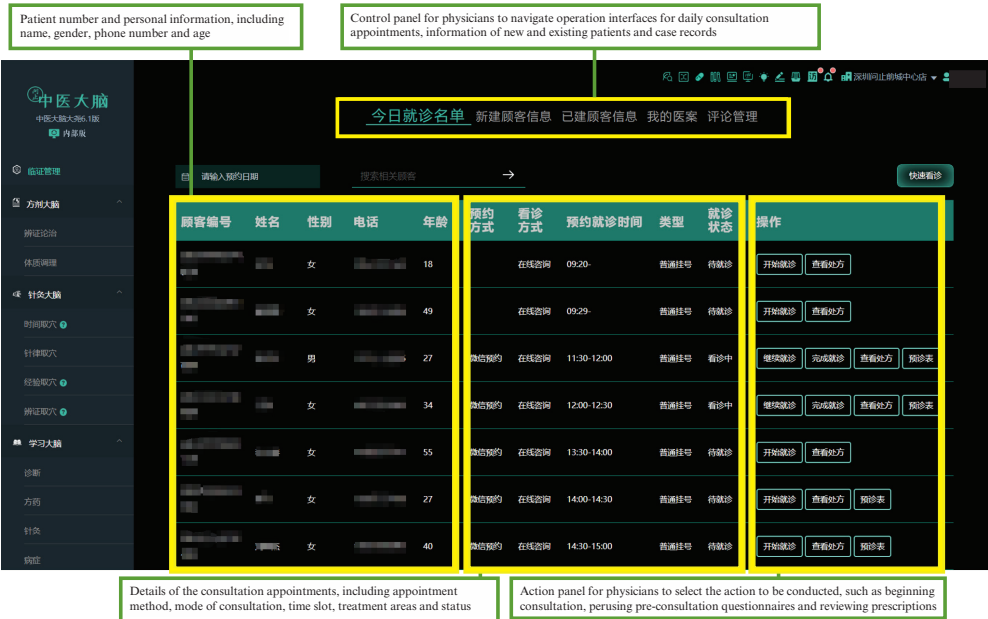 Patient number and personal information, including
name, gender, phone number and age
Control panel for physicians to navigate operation interfaces for daily consultation
appointments, information of new and existing patients and case records
中医大脑
中医大脑大尧6.1版
内部版
深圳问止前城中心店
今日就诊名单 新建顾客信息 已建顾客信息 我的医案 评论管理
临证管理
请输入预约日期 搜索相关顾客 → 快速看诊
方剂大脑
辨证论治
体质调理
针灸大脑
时间取穴
针律取穴
经验取穴
辨证取穴
学习大脑
诊断
方药
针灸
病症
顾客编号 姓名 性别 电话 年龄 预约方式 看诊方式 预约就诊时间 类型 就诊状态 操作
女 18 在线咨询 09:20- 普通挂号 待就诊 开始就诊 查看处方
女 49 在线咨询 09:29- 普通挂号 待就诊 开始就诊 查看处方
男 27 微信预约 在线咨询 11:30-12:00 普通挂号 看诊中 继续就诊 完成就诊 查看处方 预诊表
女 34 微信预约 在线咨询 12:00-12:30 普通挂号 看诊中 继续就诊 完成就诊 查看处方 预诊表
女 55 微信预约 在线咨询 13:30-14:00 普通挂号 待就诊 开始就诊 查看处方
女 27 微信预约 在线咨询 14:00-14:30 普通挂号 待就诊 开始就诊 查看处方 预诊表
女 40 微信预约 在线咨询 14:30-15:00 普通挂号 待就诊 开始就诊 查看处方 预诊表
Details of the consultation appointments, including appointment
method, mode of consultation, time slot, treatment areas and status
Action panel for physicians to select the action to be conducted, such as beginning
consultation, perusing pre-consultation questionnaires and reviewing prescriptions